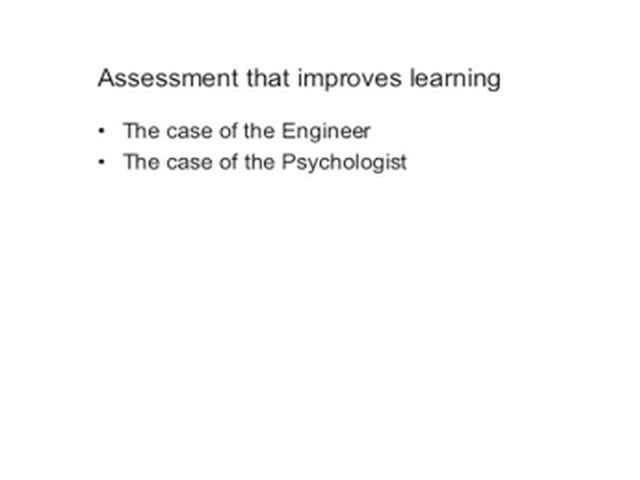 Assessment that improves learning
• The case of the Engineer
• The case of the Psychologist